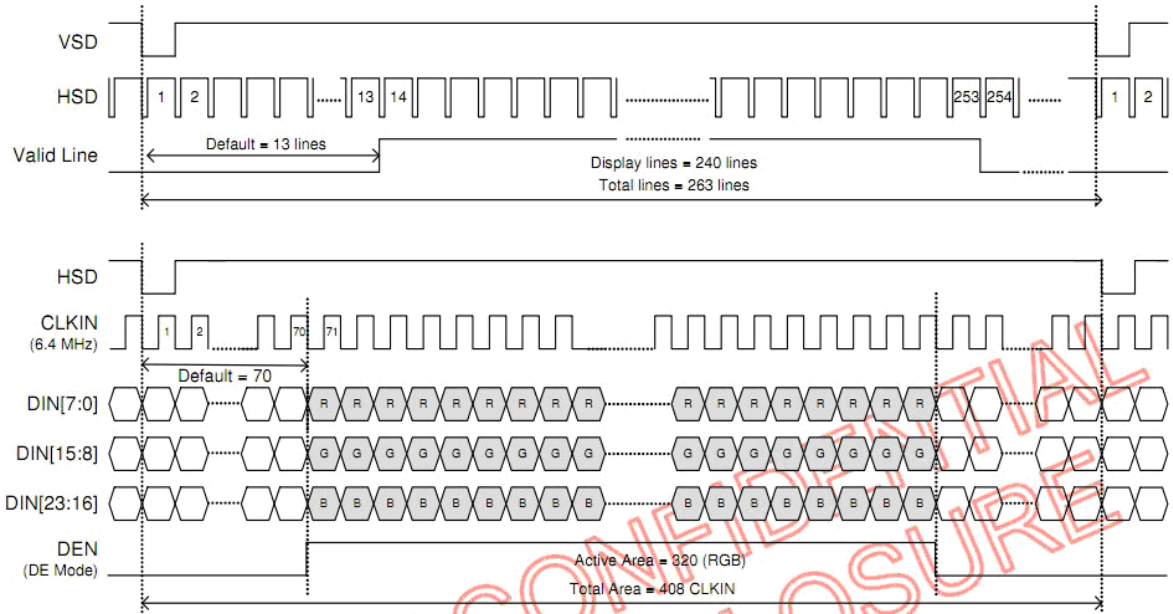 VSD
HSD 1 2 13 14 253 254 1 2
Valid Line
Default = 13 lines
Display lines = 240 lines
Total lines = 263 lines
HSD
CLKIN
(6.4 MHz)
1 2 70 71
Default = 70
DIN[7:0] R R R R R R R R R R R R R R R R R
DIN[15:8] G G G G G G G G G G G G G G G G G
DIN[23:16] B B B B B B B B B B B B B B B B B
DEN
(DE Mode)
Active Area = 320 (RGB)
Total Area = 408 CLKIN
CONFIDENTIAL